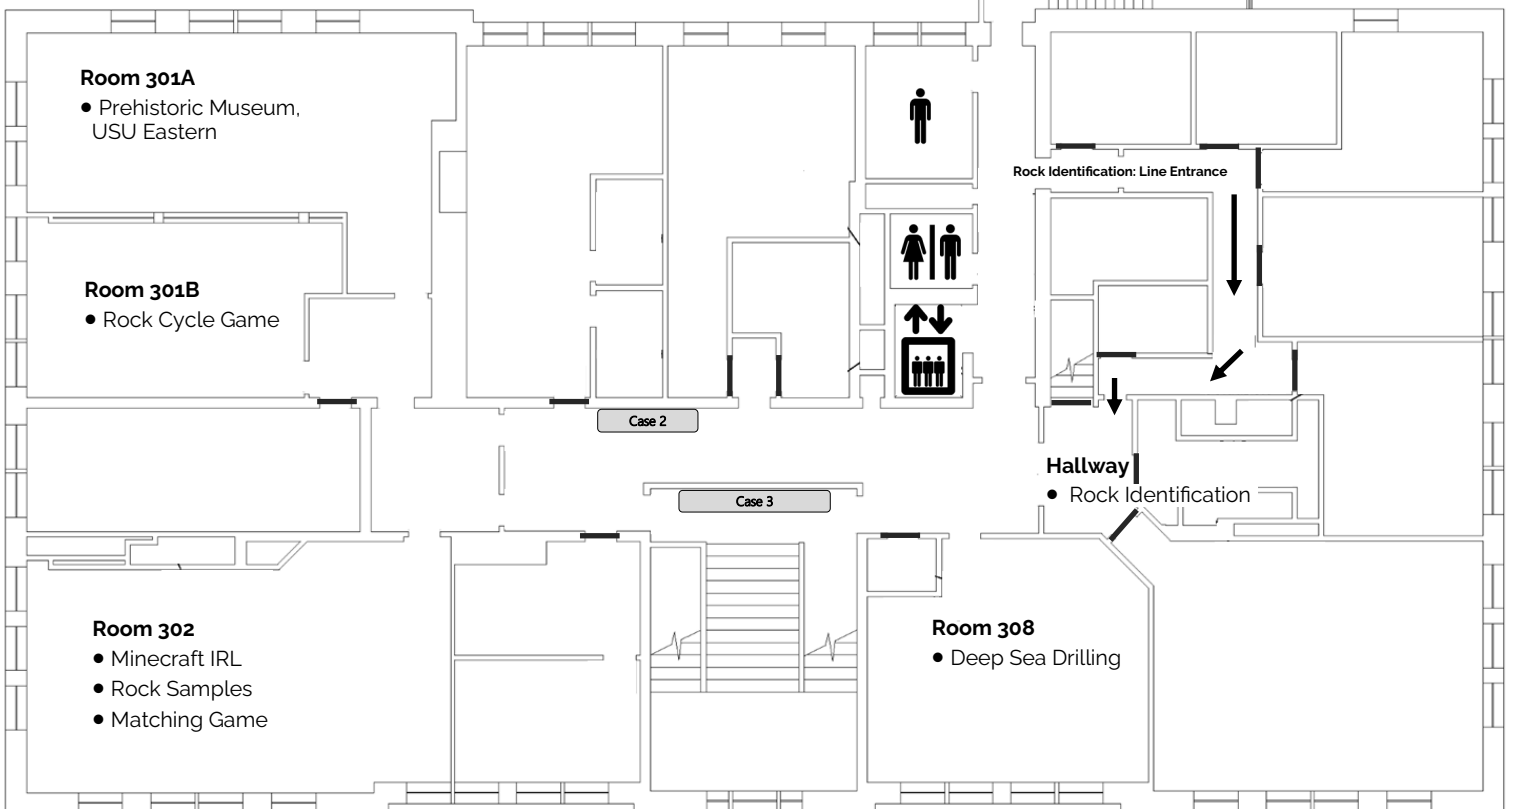 Room 301A
• Prehistoric Museum,
USU Eastern
Rock Identification: Line Entrance
Room 301B
• Rock Cycle Game
Case 2
Case 3
Hallway
• Rock Identification
Room 302
• Minecraft IRL
• Rock Samples
• Matching Game
Room 308
• Deep Sea Drilling